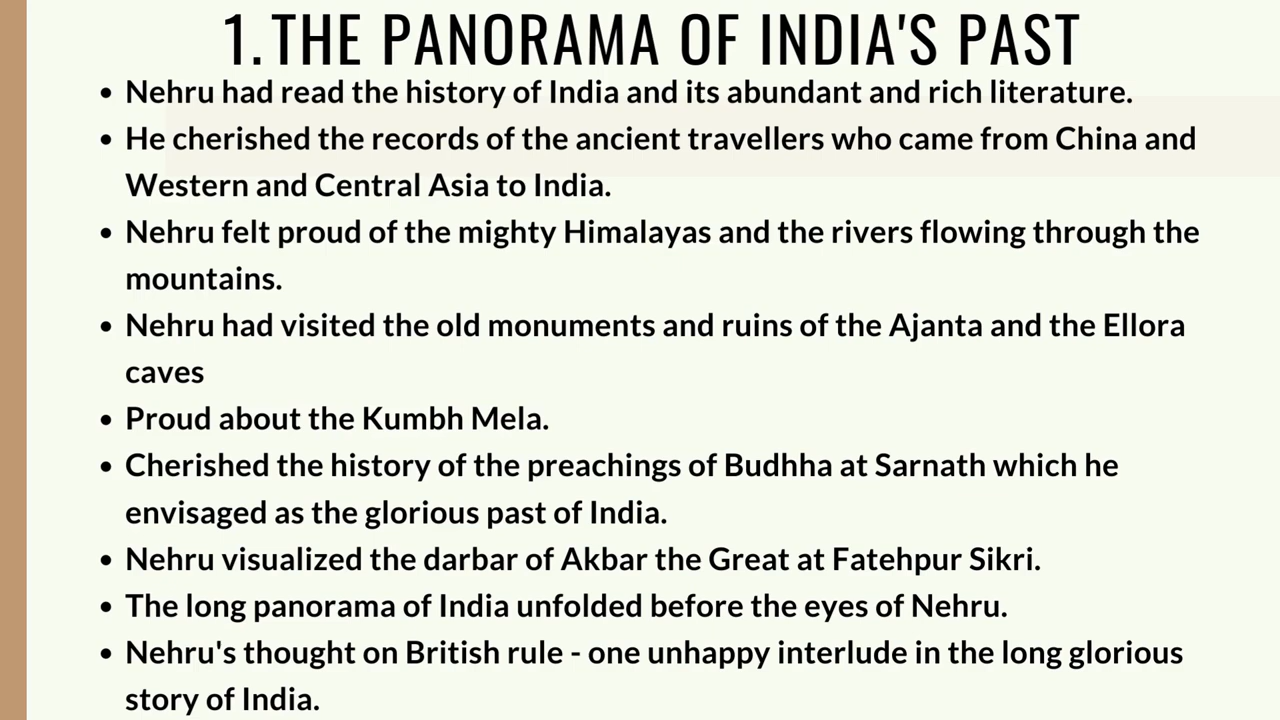 1.THE PANORAMA OF INDIA'S PAST
• Nehru had read the history of India and its abundant and rich literature.
• He cherished the records of the ancient travellers who came from China and
Western and Central Asia to India.
• Nehru felt proud of the mighty Himalayas and the rivers flowing through the
mountains.
• Nehru had visited the old monuments and ruins of the Ajanta and the Ellora
caves
• Proud about the Kumbh Mela.
• Cherished the history of the preachings of Budhha at Sarnath which he
envisaged as the glorious past of India.
• Nehru visualized the darbar of Akbar the Great at Fatehpur Sikri.
• The long panorama of India unfolded before the eyes of Nehru.
• Nehru's thought on British rule - one unhappy interlude in the long glorious
story of India.